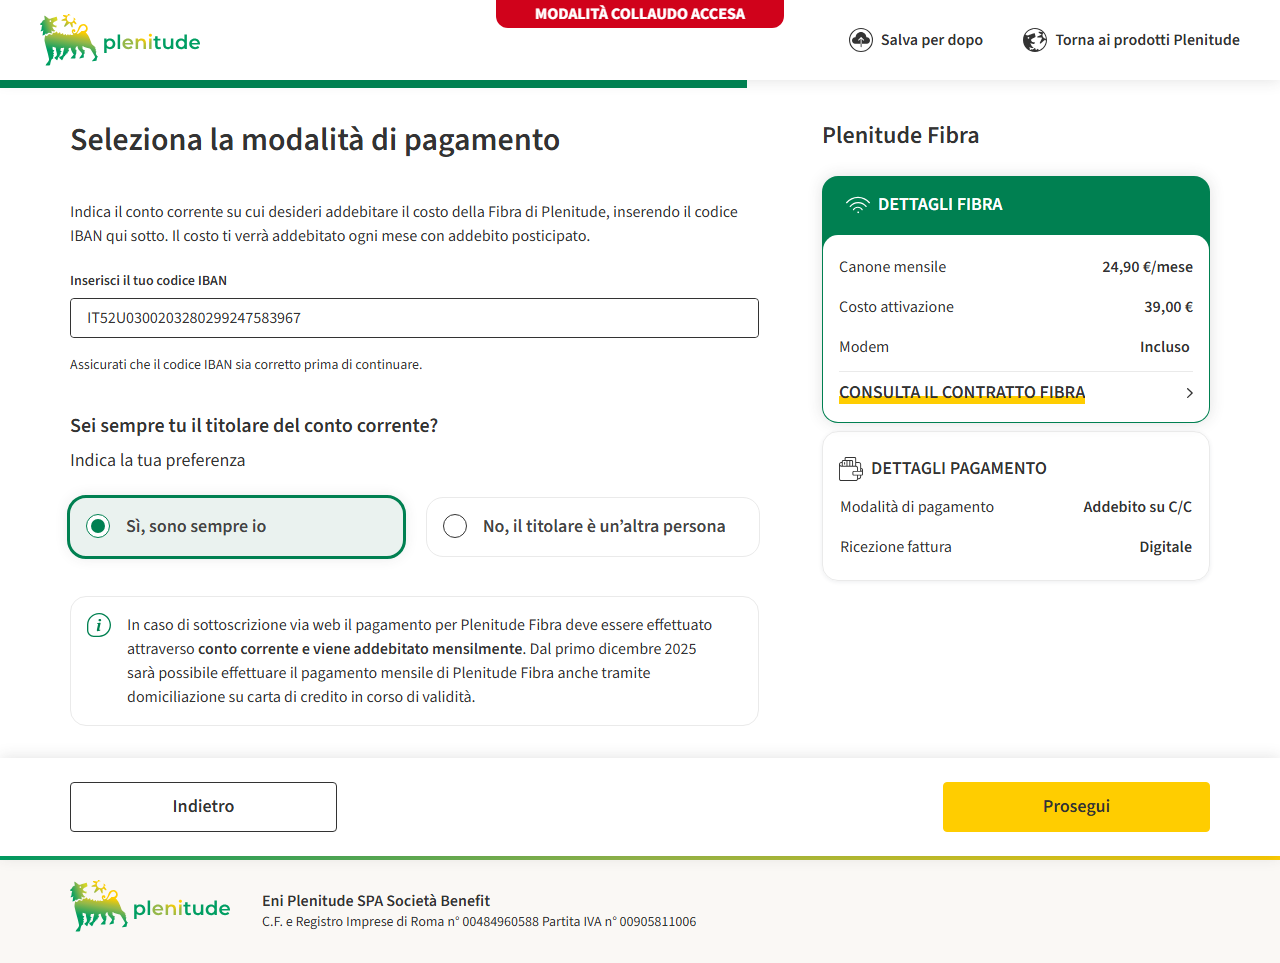 MODALITÀ COLLAUDO ACCESA
plenitude
Salva per dopo
Torna ai prodotti Plenitude
Seleziona la modalità di pagamento
Indica il conto corrente su cui desideri addebitare il costo della Fibra di Plenitude, inserendo il codice
IBAN qui sotto. Il costo ti verrà addebitato ogni mese con addebito posticipato.
Inserisci il tuo codice IBAN
IT52U0300203280299247583967
Assicurati che il codice IBAN sia corretto prima di continuare.
Sei sempre tu il titolare del conto corrente?
Indica la tua preferenza
Sì, sono sempre io
No, il titolare è un’altra persona
i
In caso di sottoscrizione via web il pagamento per Plenitude Fibra deve essere effettuato
attraverso conto corrente e viene addebitato mensilmente. Dal primo dicembre 2025
sarà possibile effettuare il pagamento mensile di Plenitude Fibra anche tramite
domiciliazione su carta di credito in corso di validità.
Plenitude Fibra
DETTAGLI FIBRA
Canone mensile 24,90 €/mese
Costo attivazione 39,00 €
Modem Incluso
CONSULTA IL CONTRATTO FIBRA
DETTAGLI PAGAMENTO
Modalità di pagamento Addebito su C/C
Ricezione fattura Digitale
Indietro
Prosegui
plenitude
Eni Plenitude SPA Società Benefit
C.F. e Registro Imprese di Roma n° 00484960588 Partita IVA n° 00905811006